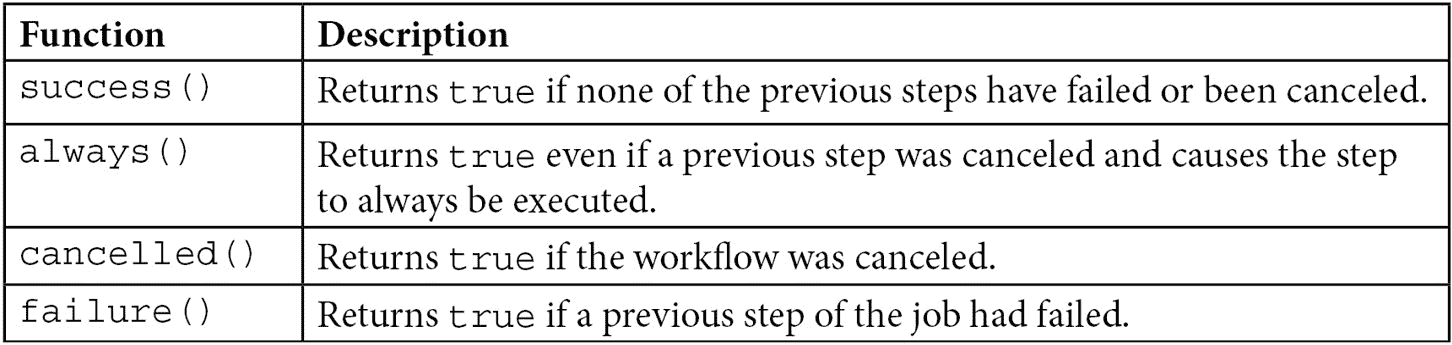 Function Description
success() Returns true if none of the previous steps have failed or been canceled.
always() Returns true even if a previous step was canceled and causes the step
to always be executed.
cancelled() Returns true if the workflow was canceled.
failure() Returns true if a previous step of the job had failed.